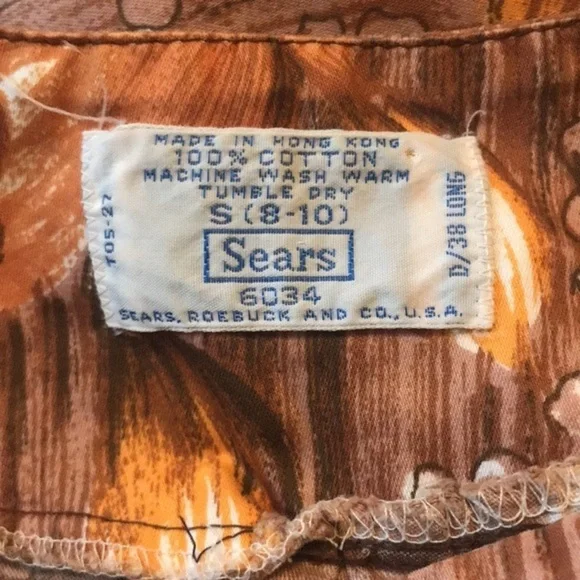 MADE IN HONG KONG
100% COTTON
MACHINE WASH WARM
TUMBLE DRY
S (8-10)
Sears
6034
SEARS, ROEBUCK AND CO., U.S.A.
TOS-27
D/38 LONG